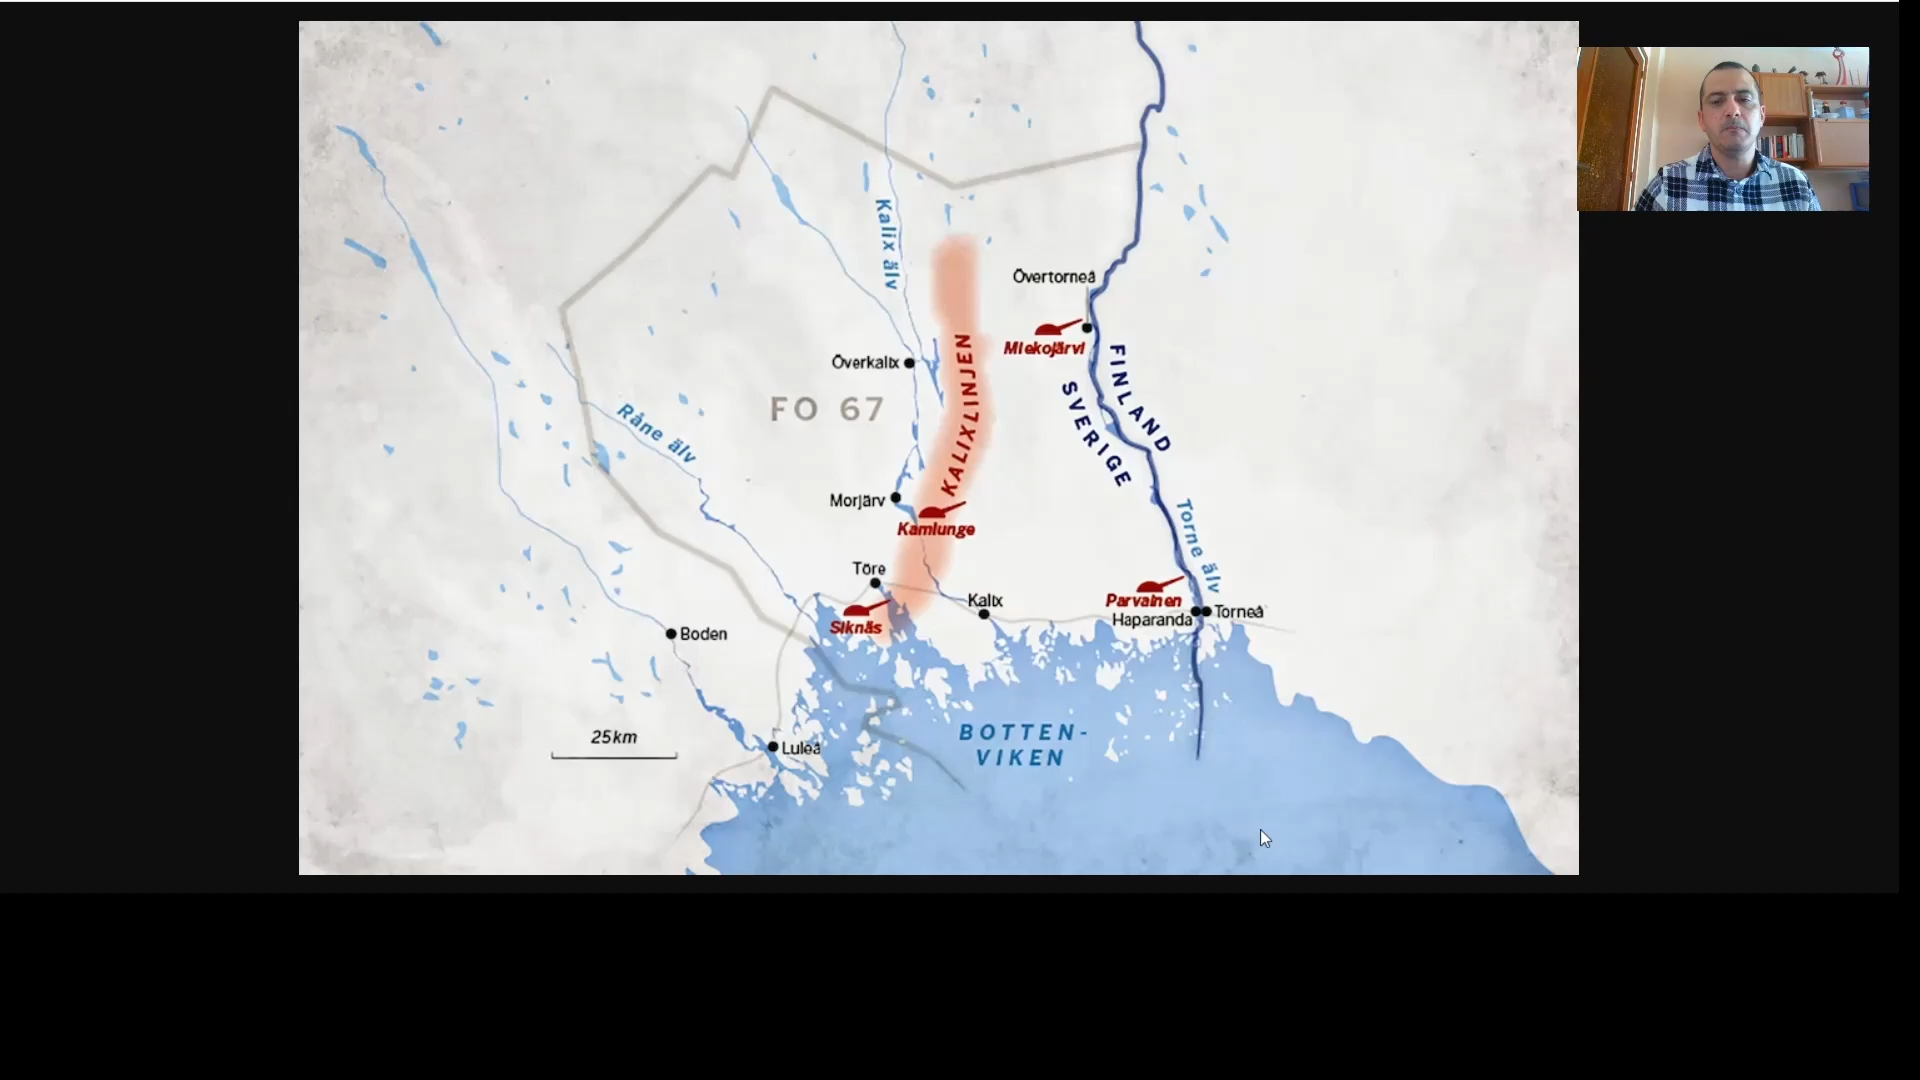 Kalix älv
Övertorneå
Miekojärvi
KALIXLINJEN
FINLAND
SVERIGE
Överkalix
FO 67
Råne älv
Morjärv
Kamlunge
Torne älv
Töre
Kalix
Parvainen
Haparanda
Torneå
Siknäs
Boden
25km
Luleå
BOTTEN-
VIKEN